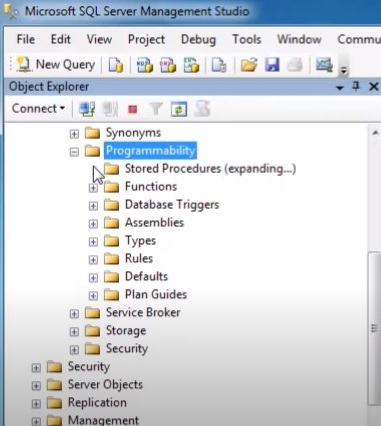 Microsoft SQL Server Management Studio
File Edit View Project Debug Tools Window Commu
New Query
Object Explorer
Connect
Synonyms
Programmability
Stored Procedures (expanding...)
Functions
Database Triggers
Assemblies
Types
Rules
Defaults
Plan Guides
Service Broker
Storage
Security
Security
Server Objects
Replication
Management